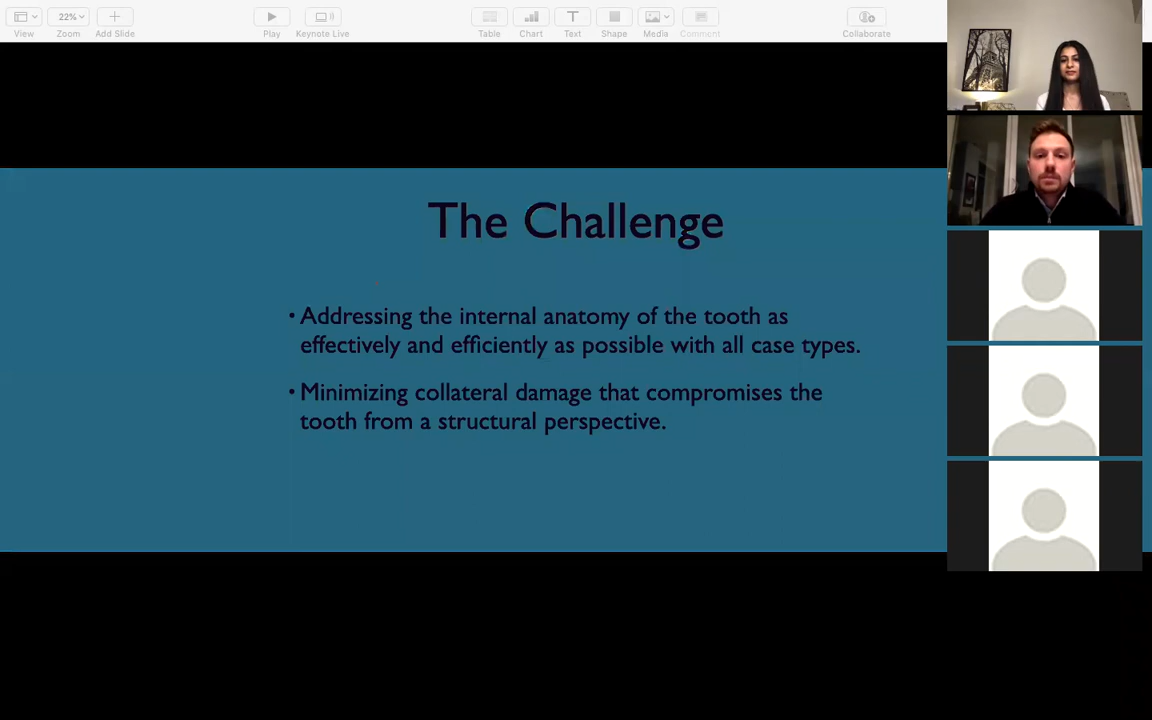 View
22%
Zoom
Add Slide
Play
Keynote Live
Table
Chart
Text
Shape
Media
Comment
Collaborate
The Challenge
• Addressing the internal anatomy of the tooth as
effectively and efficiently as possible with all case types.
• Minimizing collateral damage that compromises the
tooth from a structural perspective.